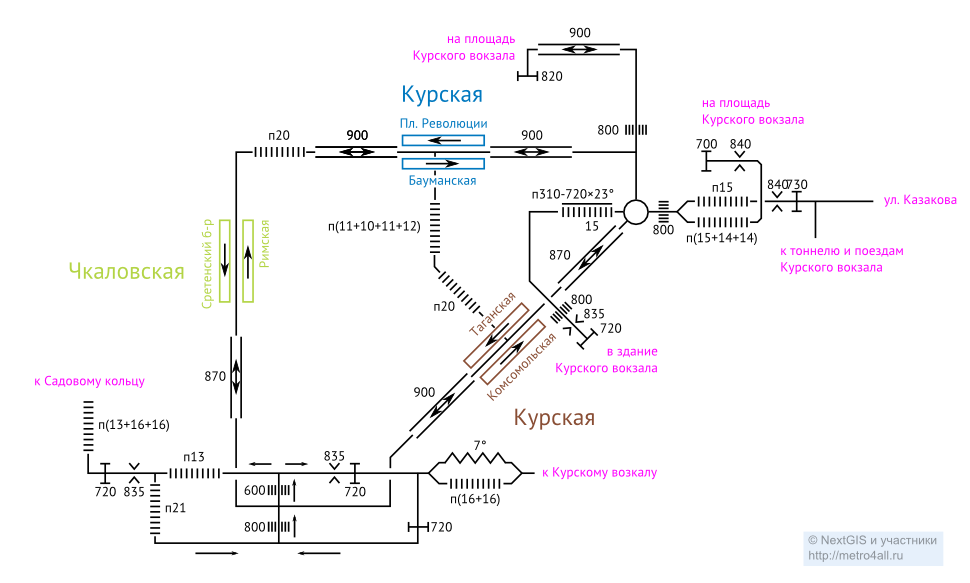 900
на площадь
Курского вокзала
820
Курская
на площадь
Курского вокзала
Пл. Революции
п20
900
900
800
700
840
Бауманская
п310-720×23°
п15
840
730
ул. Казакова
15
800
п(11+10+11+12)
п(15+14+14)
870
к тоннелю и поездам
Курского вокзала
Сретенский б-р
Римская
Чкаловская
п20
800
835
720
Таганская
Комсомольская
в здание
Курского вокзала
870
к Садовому кольцу
900
Курская
п(13+16+16)
7°
п13
835
к Курскому возкалу
720
835
600
720
п(16+16)
п21
800
720
© NextGIS и участники
http://metro4all.ru